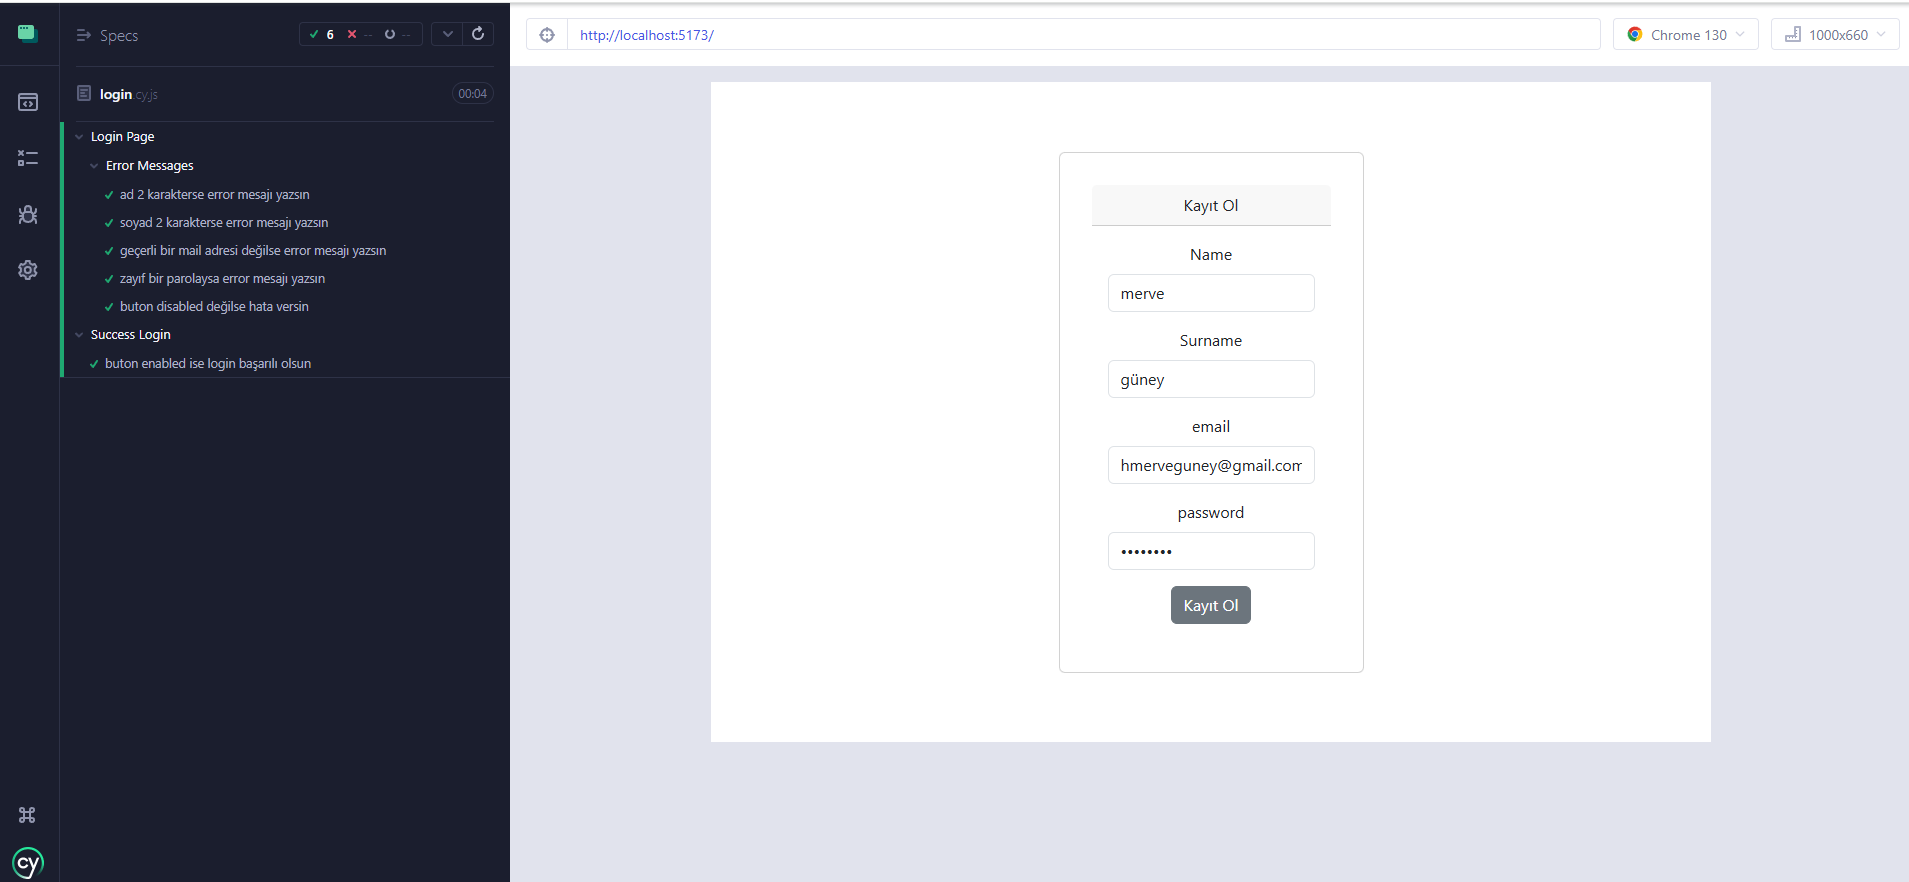 Specs
6 -- --
login.cy.js
00:04
Login Page
Error Messages
ad 2 karakterse error mesajı yazsın
soyad 2 karakterse error mesajı yazsın
geçerli bir mail adresi değilse error mesajı yazsın
zayıf bir parolaysa error mesajı yazsın
buton disabled değilse hata versin
Success Login
buton enabled ise login başarılı olsun
cy
http://localhost:5173/
Chrome 130
1000x660
Kayıt Ol
Name
merve
Surname
güney
email
hmerveguney@gmail.com
password
••••••••
Kayıt Ol